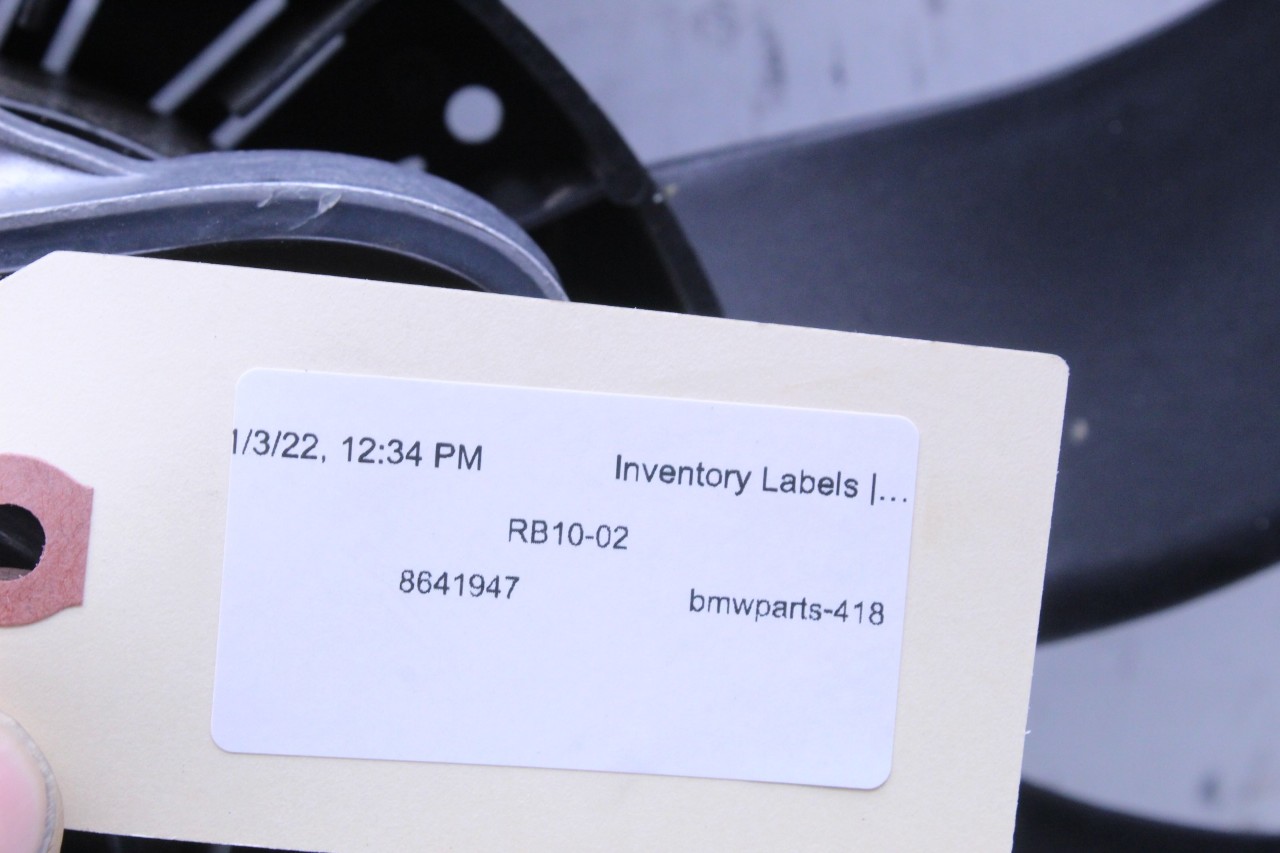 1/3/22, 12:34 PM Inventory Labels |...
RB10-02
8641947 bmwparts-418